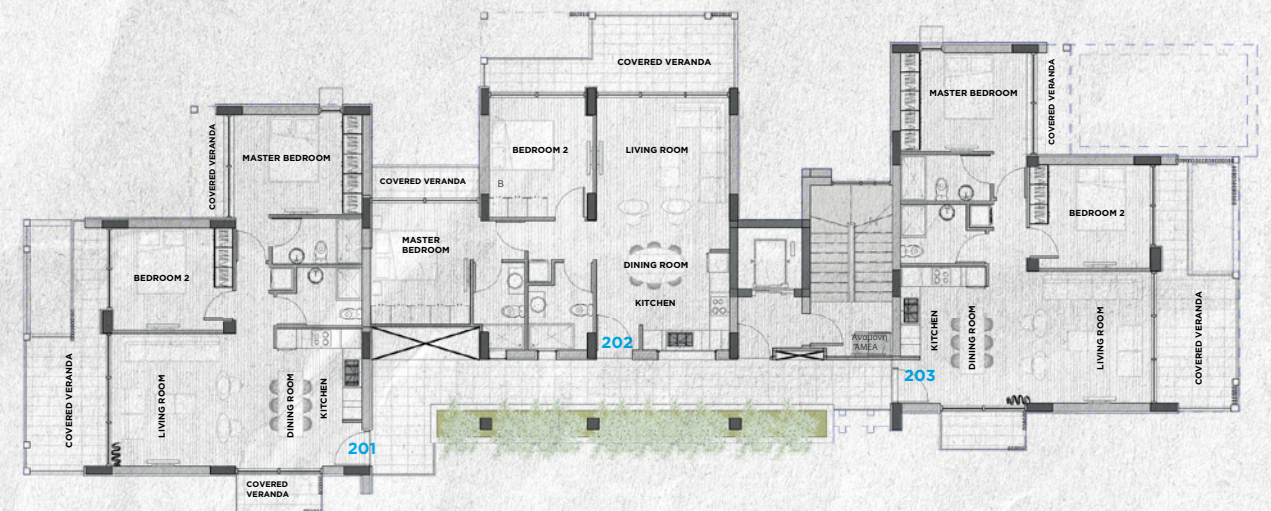 COVERED VERANDA
MASTER BEDROOM
BEDROOM 2
COVERED VERANDA
LIVING ROOM
DINING ROOM
KITCHEN
201
COVERED
VERANDA
COVERED VERANDA
MASTER
BEDROOM
COVERED VERANDA
BEDROOM 2
B
LIVING ROOM
DINING ROOM
KITCHEN
202
Αναμονή
ΑΜΕΑ
MASTER BEDROOM
COVERED VERANDA
BEDROOM 2
KITCHEN
DINING ROOM
LIVING ROOM
COVERED VERANDA
203